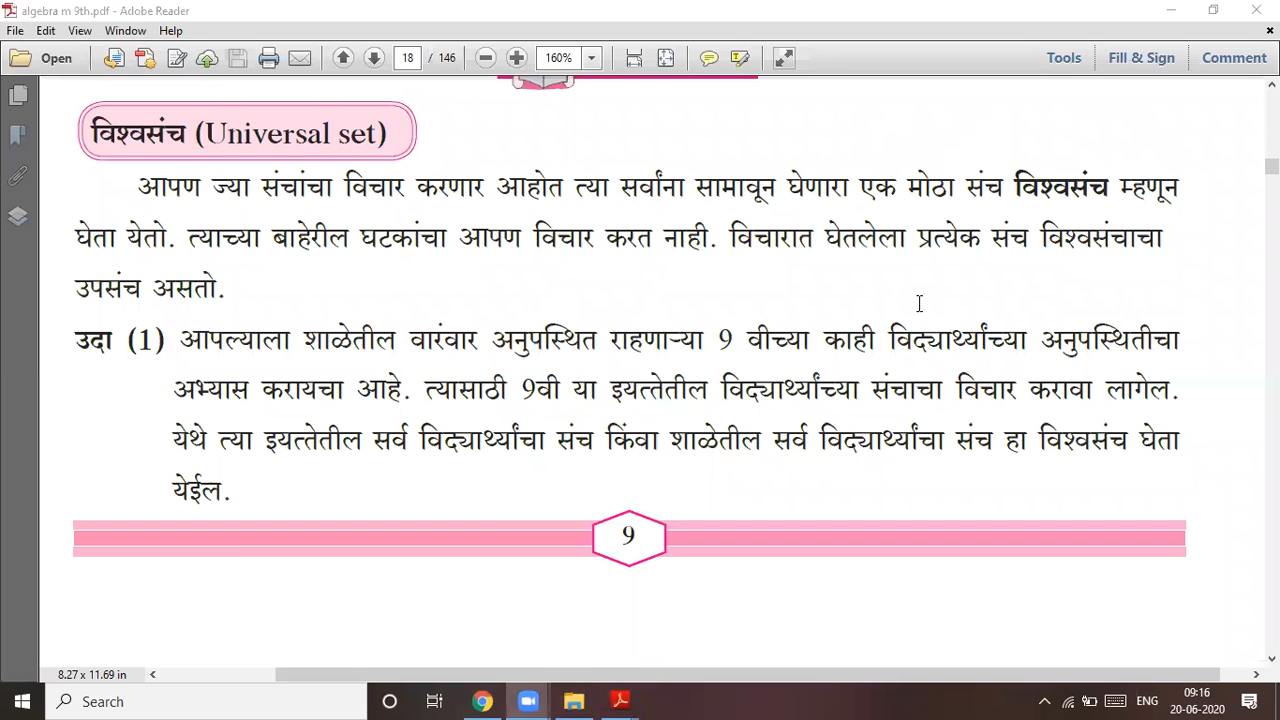 algebra m 9th.pdf - Adobe Reader
File Edit View Window Help
Open 18 / 146 160% Tools Fill & Sign Comment
विश्वसंच (Universal set)
आपण ज्या संचांचा विचार करणार आहोत त्या सर्वांना सामावून घेणारा एक मोठा संच विश्वसंच म्हणून
घेता येतो. त्याच्या बाहेरील घटकांचा आपण विचार करत नाही. विचारात घेतलेला प्रत्येक संच विश्वसंचाचा
उपसंच असतो.
उदा (1) आपल्याला शाळेतील वारंवार अनुपस्थित राहणाऱ्या 9 वीच्या काही विद्यार्थ्यांच्या अनुपस्थितीचा
अभ्यास करायचा आहे. त्यासाठी 9वी या इयत्तेतील विद्यार्थ्यांच्या संचाचा विचार करावा लागेल.
येथे त्या इयत्तेतील सर्व विद्यार्थ्यांचा संच किंवा शाळेतील सर्व विद्यार्थ्यांचा संच हा विश्वसंच घेता
येईल.
9
8.27 x 11.69 in
Search ENG 09:16
20-06-2020